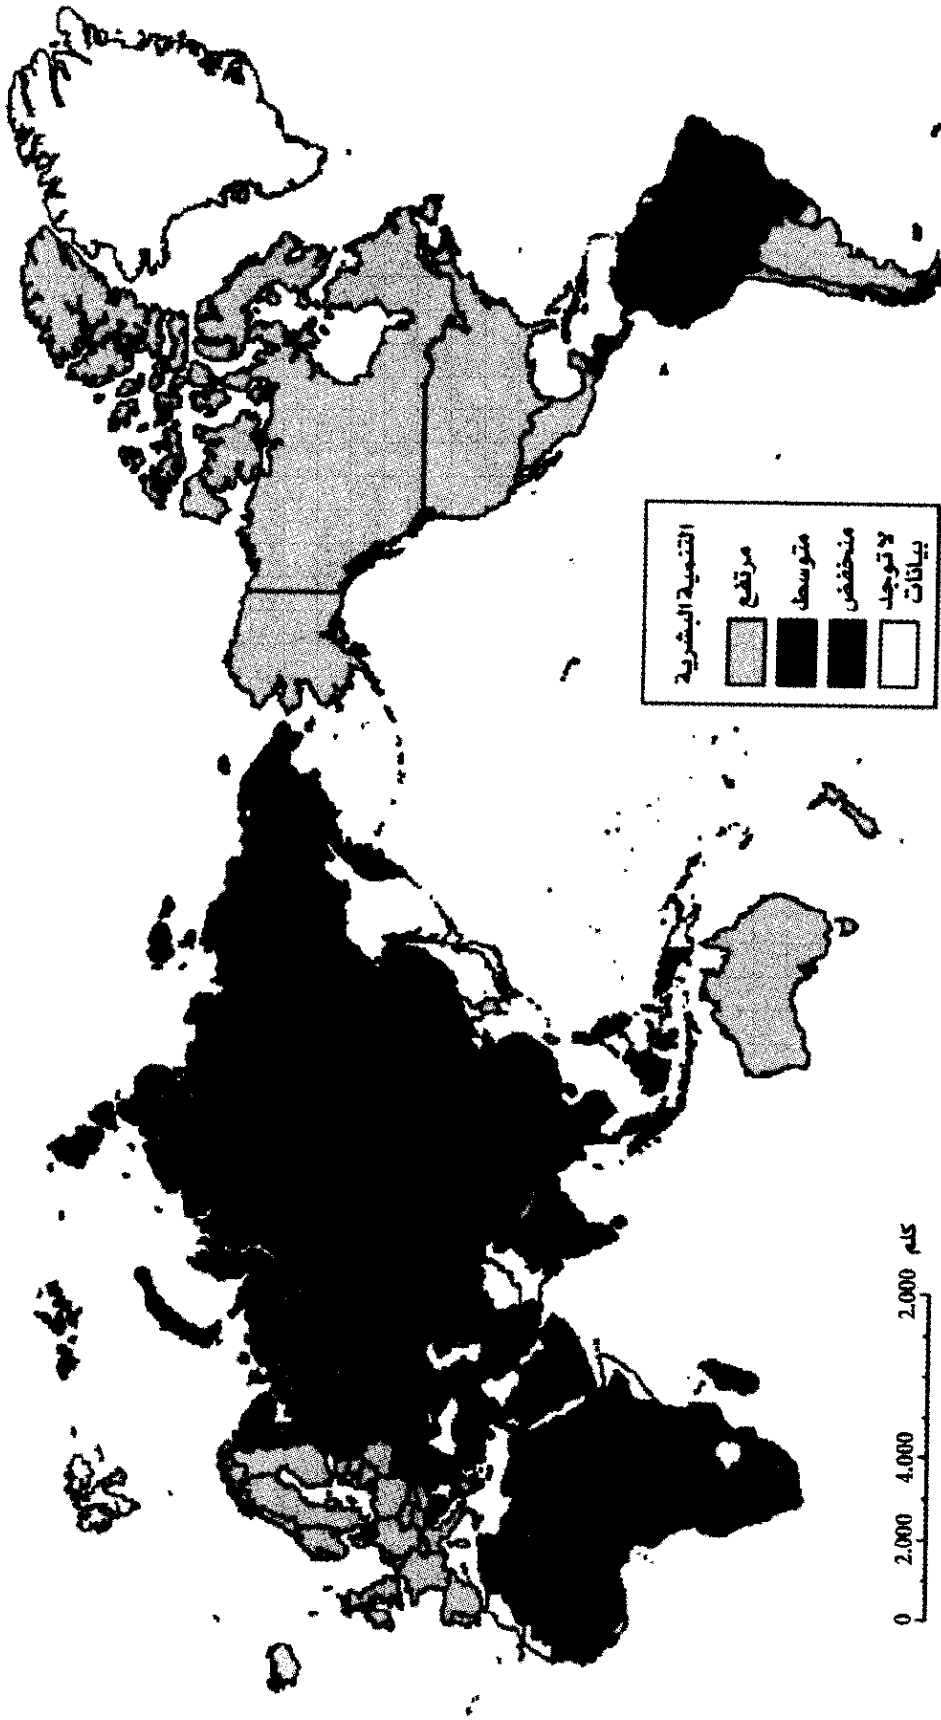 التنمية البشرية
مرتفع
متوسط
منخفض
لا توجد
بيانات
0 2.000 4.000 2.000 كلم